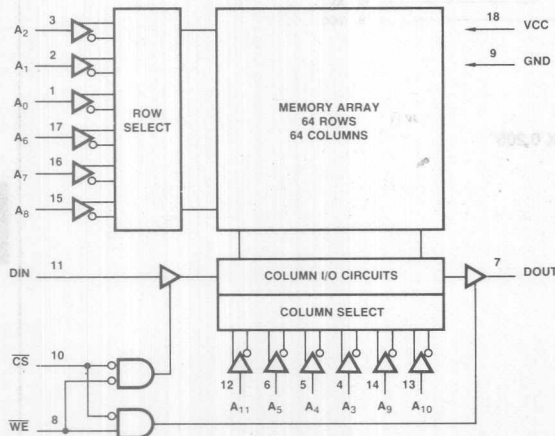 A2 3
A1 2
A0 1
A6 17
A7 16
A8 15
ROW
SELECT
MEMORY ARRAY
64 ROWS
64 COLUMNS
18 VCC
9 GND
X 0.205"
DIN 11
COLUMN I/O CIRCUITS
7 DOUT
COLUMN SELECT
C̅S̅ 10
W̅E̅ 8
12 6 5 4 14 13
A11 A5 A4 A3 A9 A10